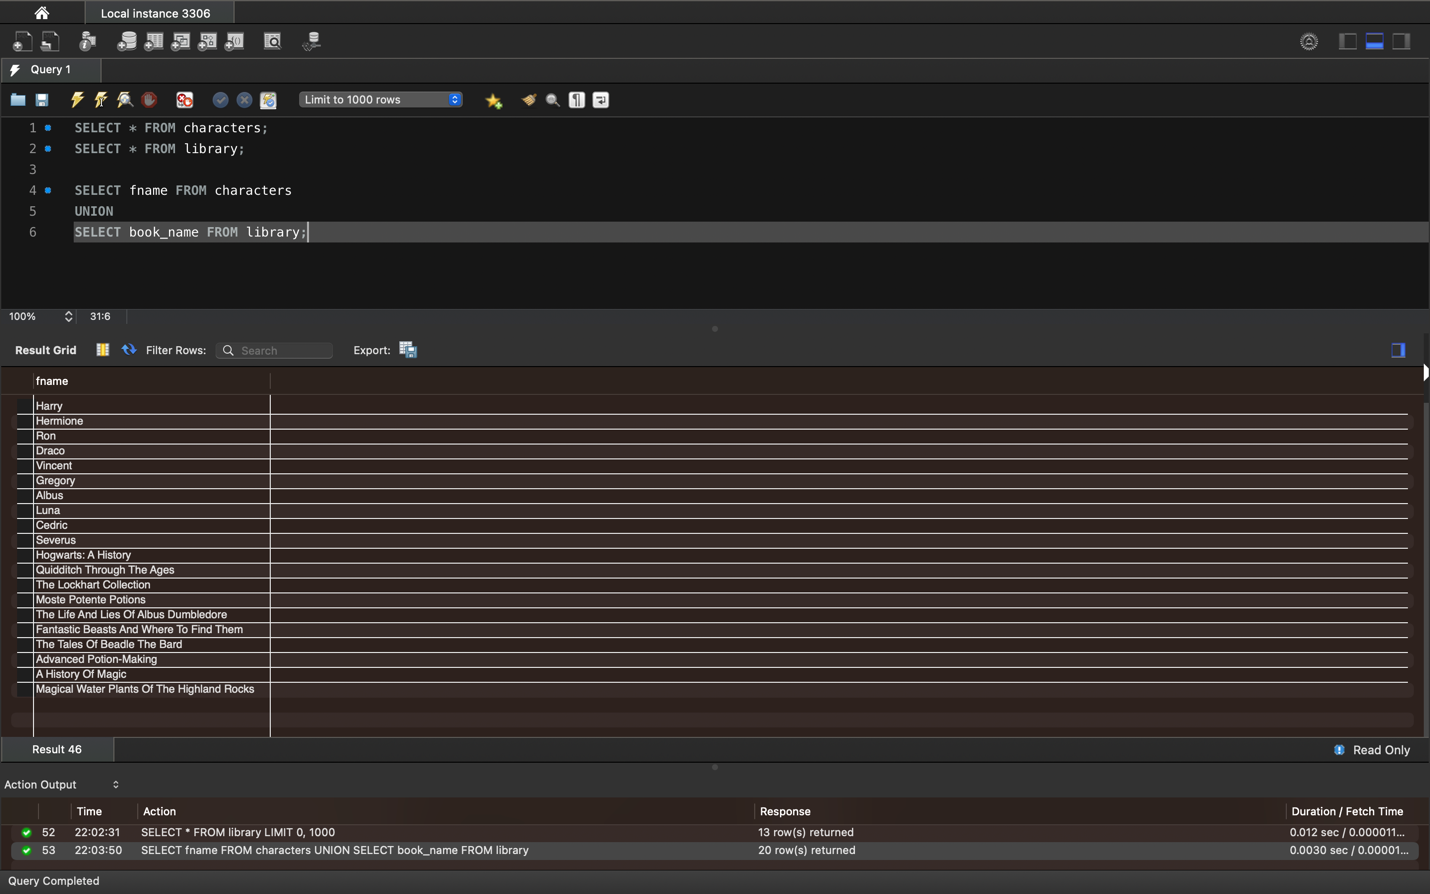 Local instance 3306
Query 1
Limit to 1000 rows
1 SELECT * FROM characters;
2 SELECT * FROM library;
3
4 SELECT fname FROM characters
5 UNION
6 SELECT book_name FROM library;
100% 31:6
Result Grid Filter Rows: Search Export:
fname
Harry
Hermione
Ron
Draco
Vincent
Gregory
Albus
Luna
Cedric
Severus
Hogwarts: A History
Quidditch Through The Ages
The Lockhart Collection
Moste Potente Potions
The Life And Lies Of Albus Dumbledore
Fantastic Beasts And Where To Find Them
The Tales Of Beadle The Bard
Advanced Potion-Making
A History Of Magic
Magical Water Plants Of The Highland Rocks
Result 46 Read Only
Action Output
Time Action Response Duration / Fetch Time
52 22:02:31 SELECT * FROM library LIMIT 0, 1000 13 row(s) returned 0.012 sec / 0.000011...
53 22:03:50 SELECT fname FROM characters UNION SELECT book_name FROM library 20 row(s) returned 0.0030 sec / 0.00001...
Query Completed